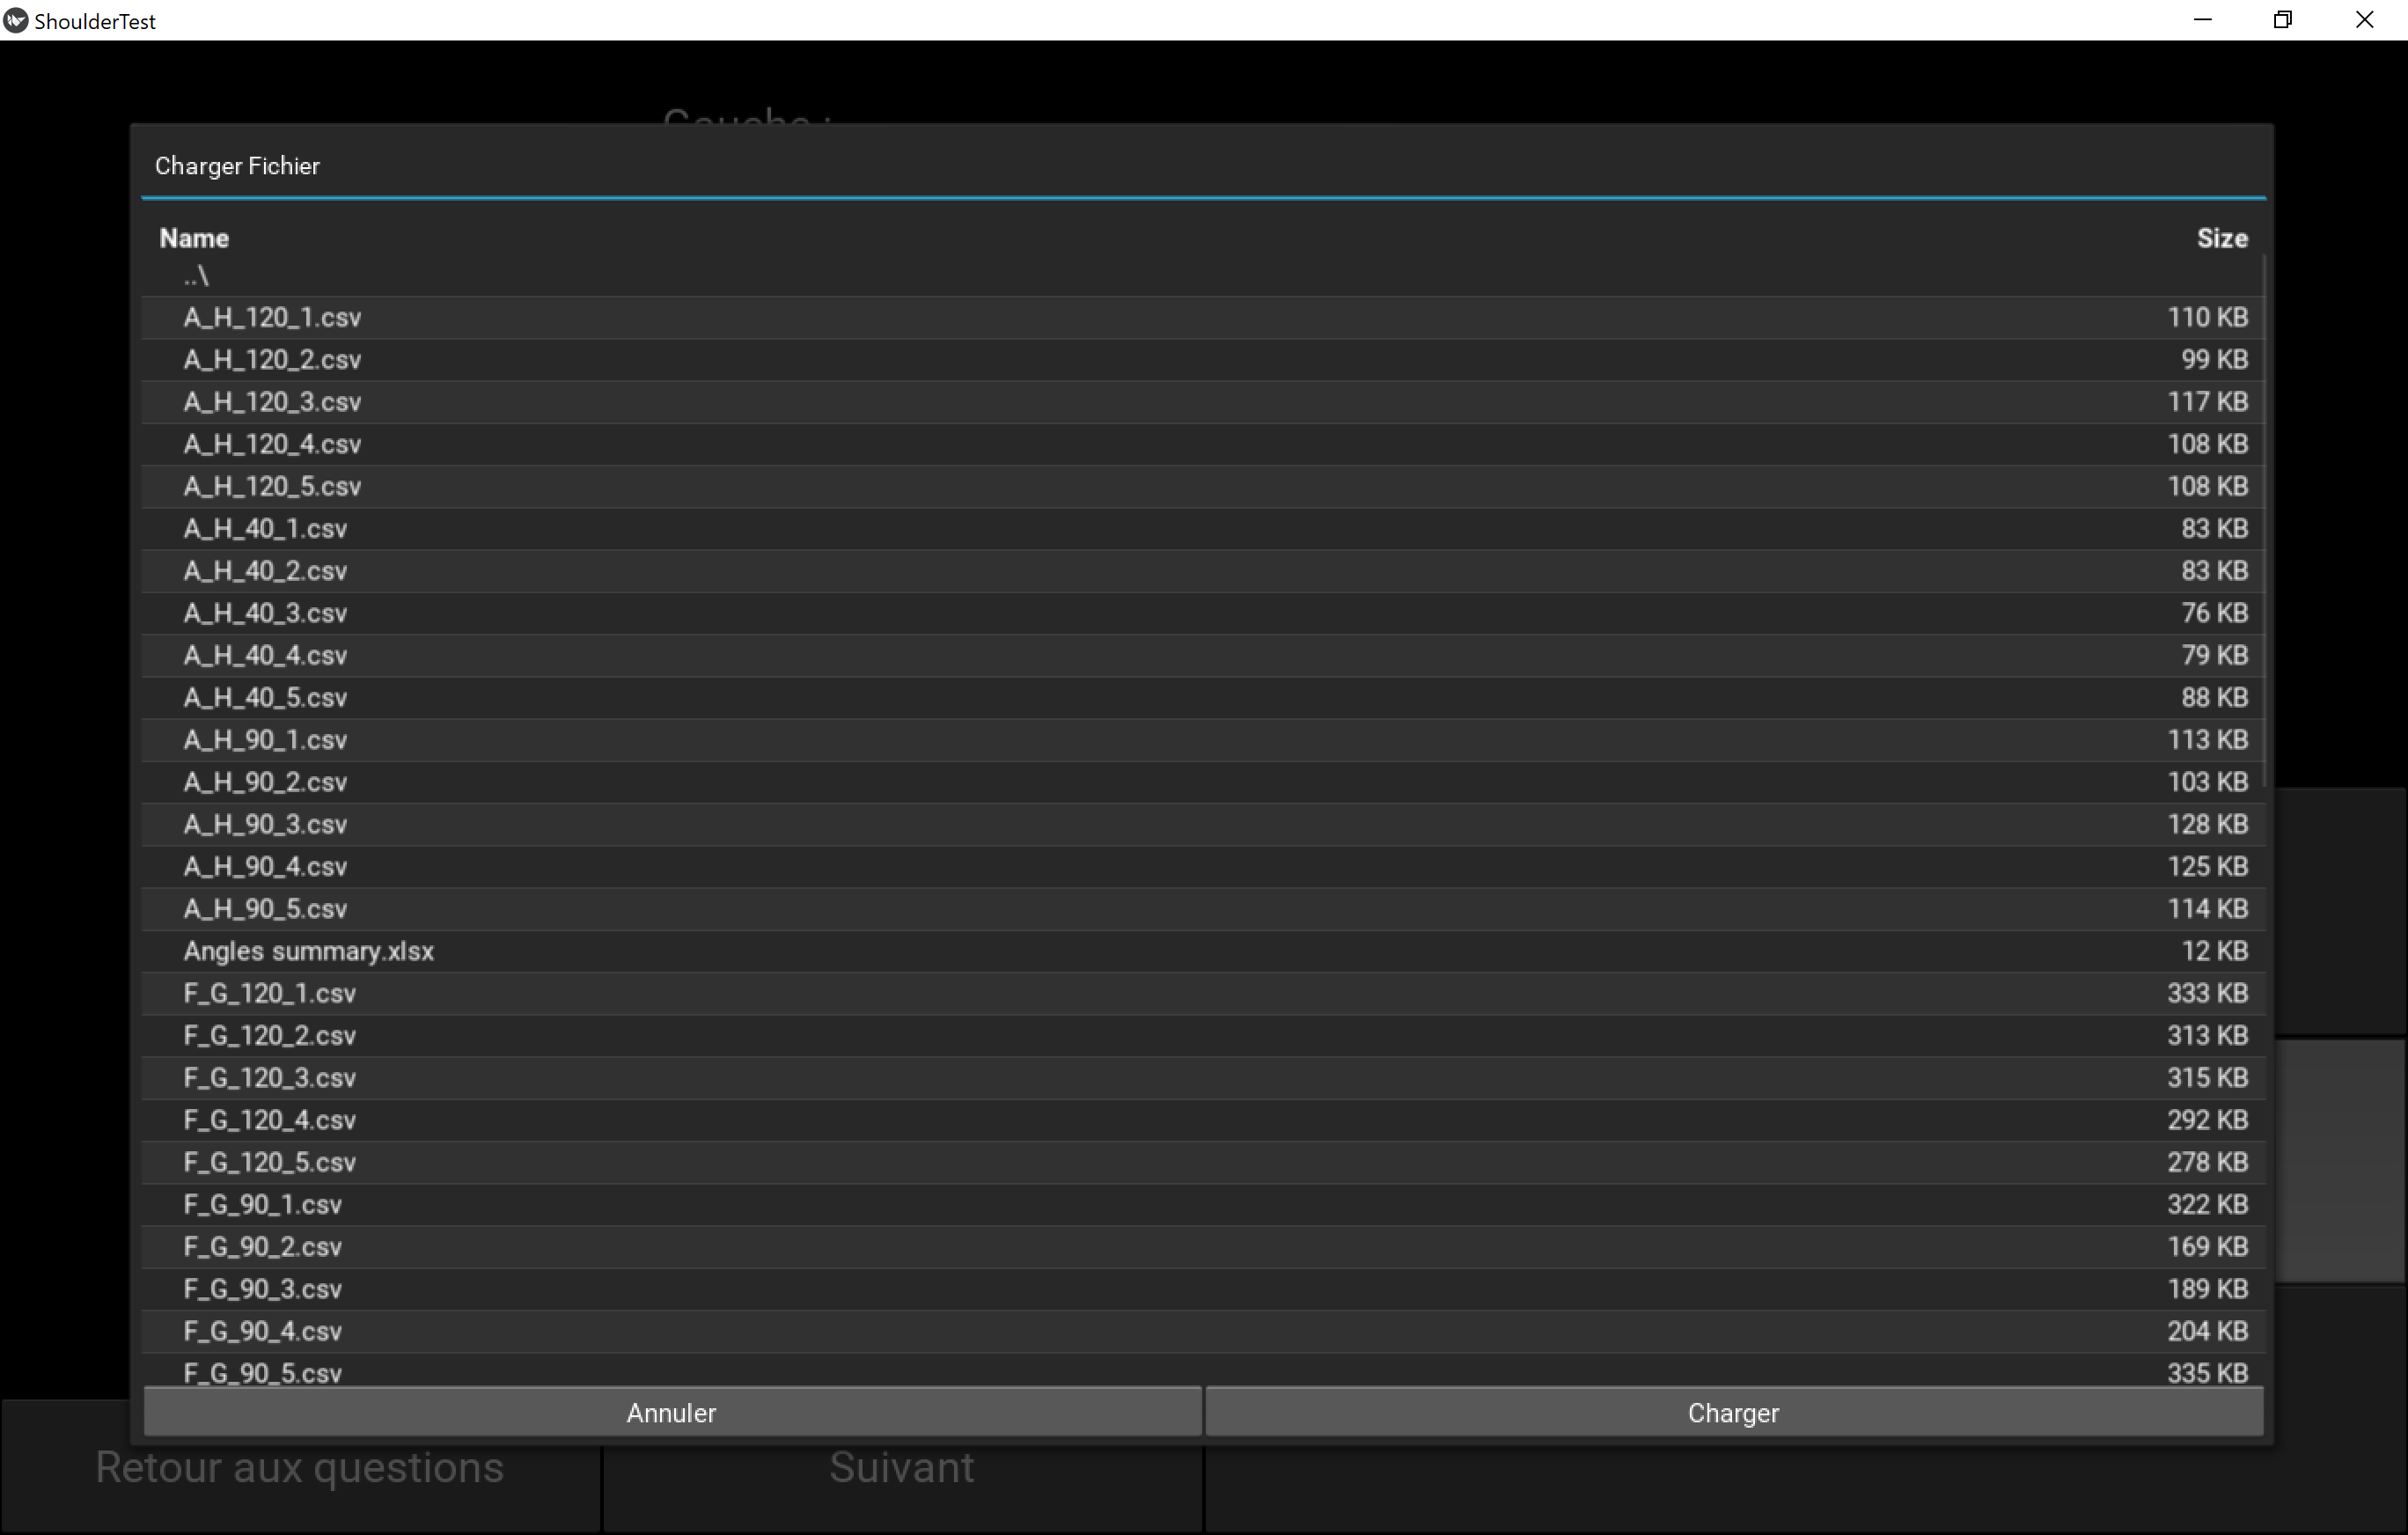 ShoulderTest
Gauche :
Charger Fichier
Name Size
..\
A_H_120_1.csv 110 KB
A_H_120_2.csv 99 KB
A_H_120_3.csv 117 KB
A_H_120_4.csv 108 KB
A_H_120_5.csv 108 KB
A_H_40_1.csv 83 KB
A_H_40_2.csv 83 KB
A_H_40_3.csv 76 KB
A_H_40_4.csv 79 KB
A_H_40_5.csv 88 KB
A_H_90_1.csv 113 KB
A_H_90_2.csv 103 KB
A_H_90_3.csv 128 KB
A_H_90_4.csv 125 KB
A_H_90_5.csv 114 KB
Angles summary.xlsx 12 KB
F_G_120_1.csv 333 KB
F_G_120_2.csv 313 KB
F_G_120_3.csv 315 KB
F_G_120_4.csv 292 KB
F_G_120_5.csv 278 KB
F_G_90_1.csv 322 KB
F_G_90_2.csv 169 KB
F_G_90_3.csv 189 KB
F_G_90_4.csv 204 KB
F_G_90_5.csv 335 KB
Annuler Charger
Retour aux questions Suivant